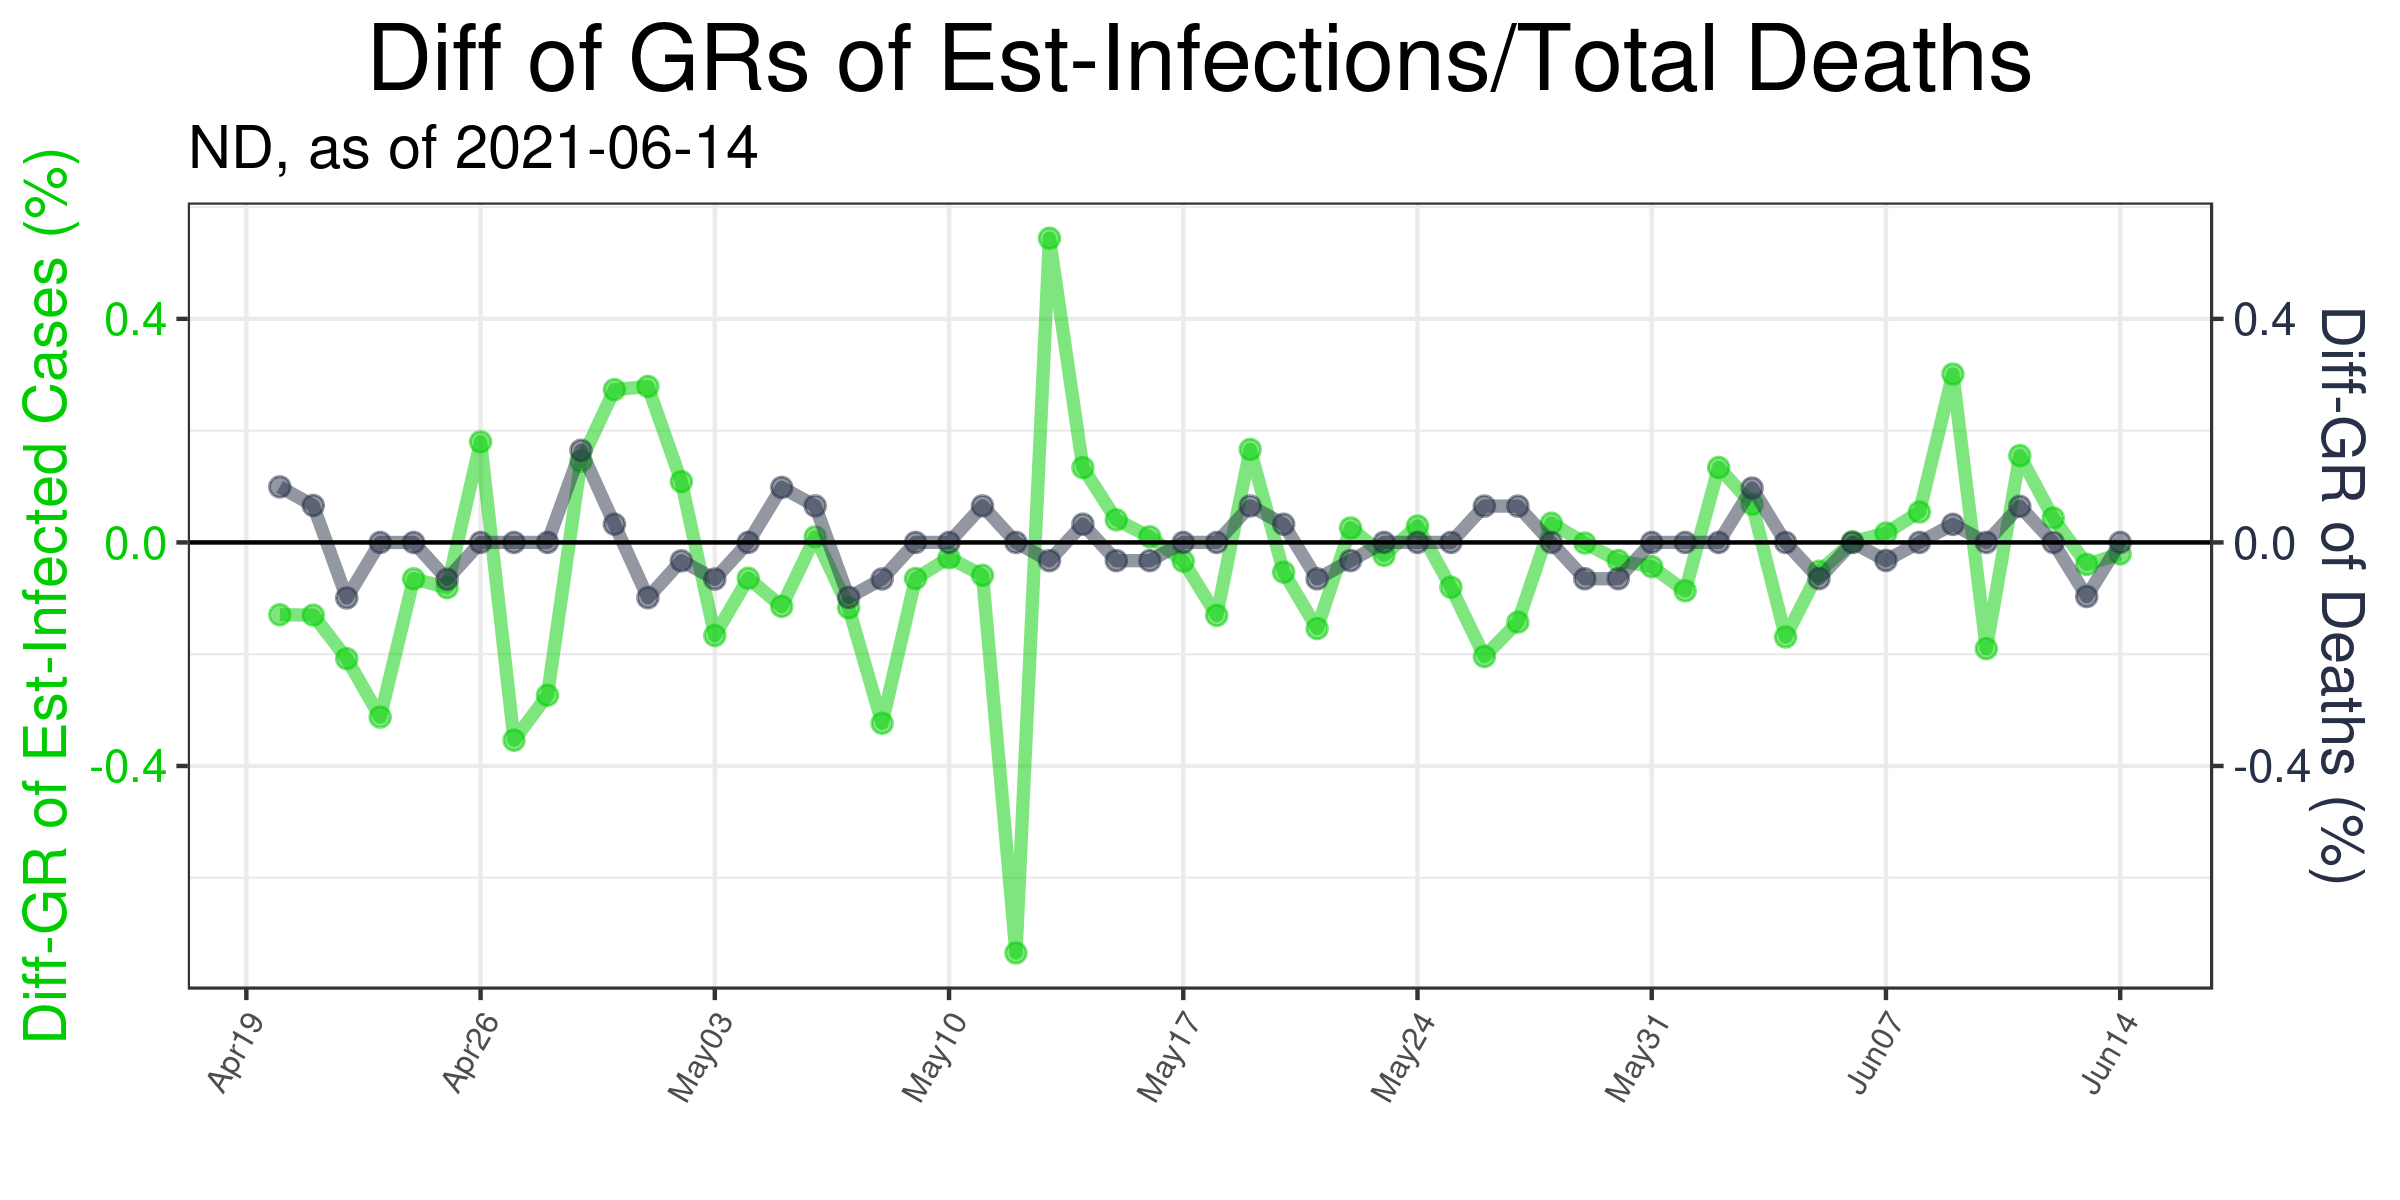 Diff of GRs of Est-Infections/Total Deaths
ND, as of 2021-06-14
Diff-GR of Est-Infected Cases (%)
0.4
0.0
-0.4
0.4
0.0
-0.4
Diff-GR of Deaths (%)
Apr19
Apr26
May03
May10
May17
May24
May31
Jun07
Jun14